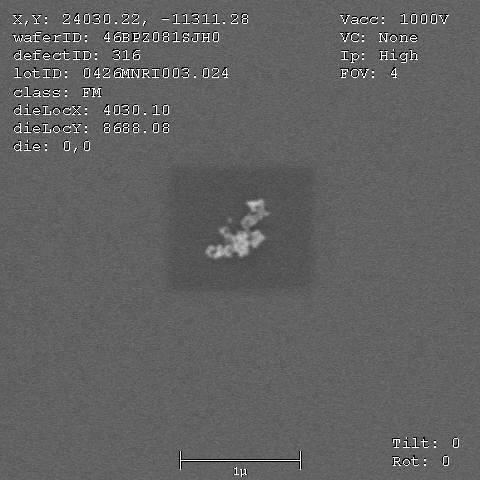 X,Y: 24030.22, -11311.28
waferID: 46BPZ081SJH0
defectID: 316
lotID: 0426MNRI003.024
class: FM
dieLocX: 4030.10
dieLocY: 8688.08
die: 0,0
Vacc: 1000V
VC: None
Ip: High
FOV: 4
Tilt: 0
Rot: 0
1μ